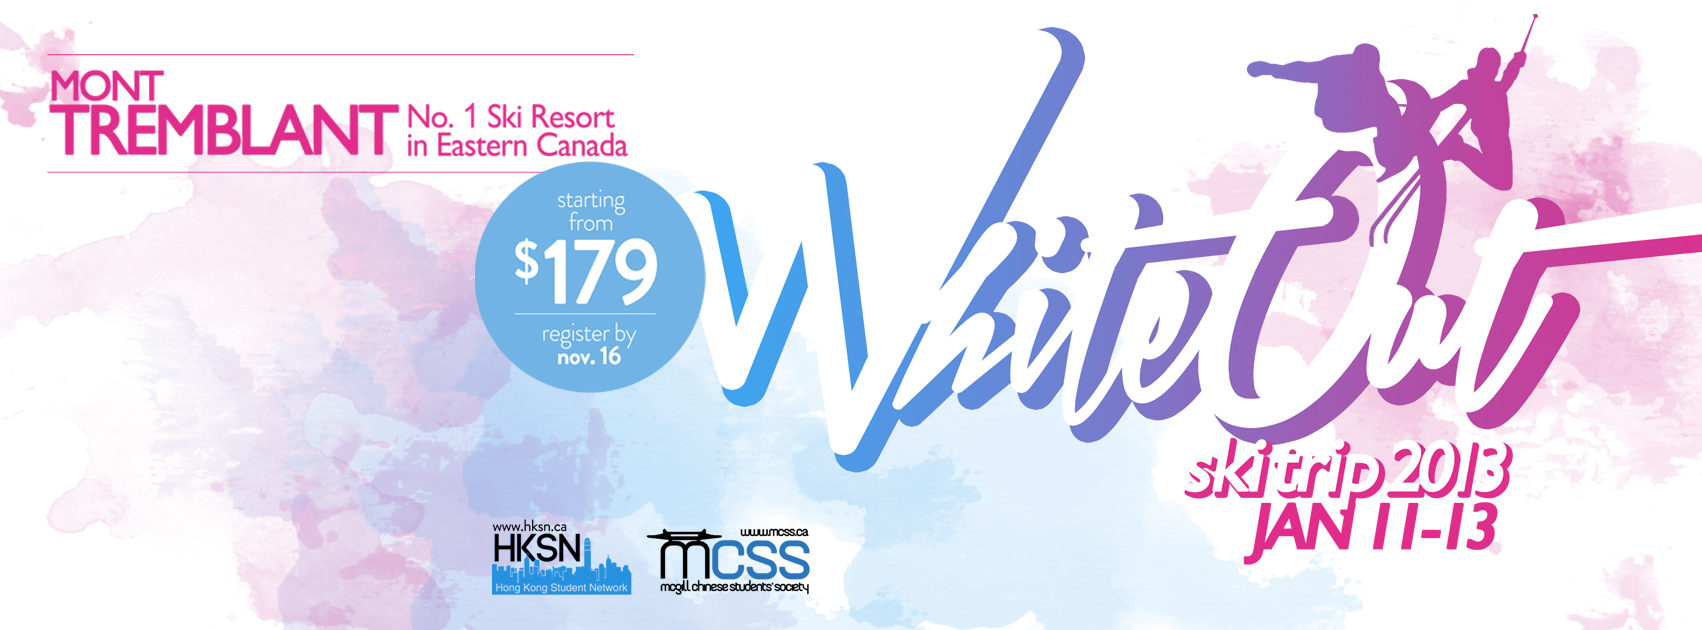 MONT
TREMBLANT
No. 1 Ski Resort
in Eastern Canada
starting
from
$179
register by
nov. 16
WhiteOut
ski trip 2013
JAN 11-13
www.hksn.ca
HKSN
Hong Kong Student Network
www.mcss.ca
mcss
mcgill chinese students' society